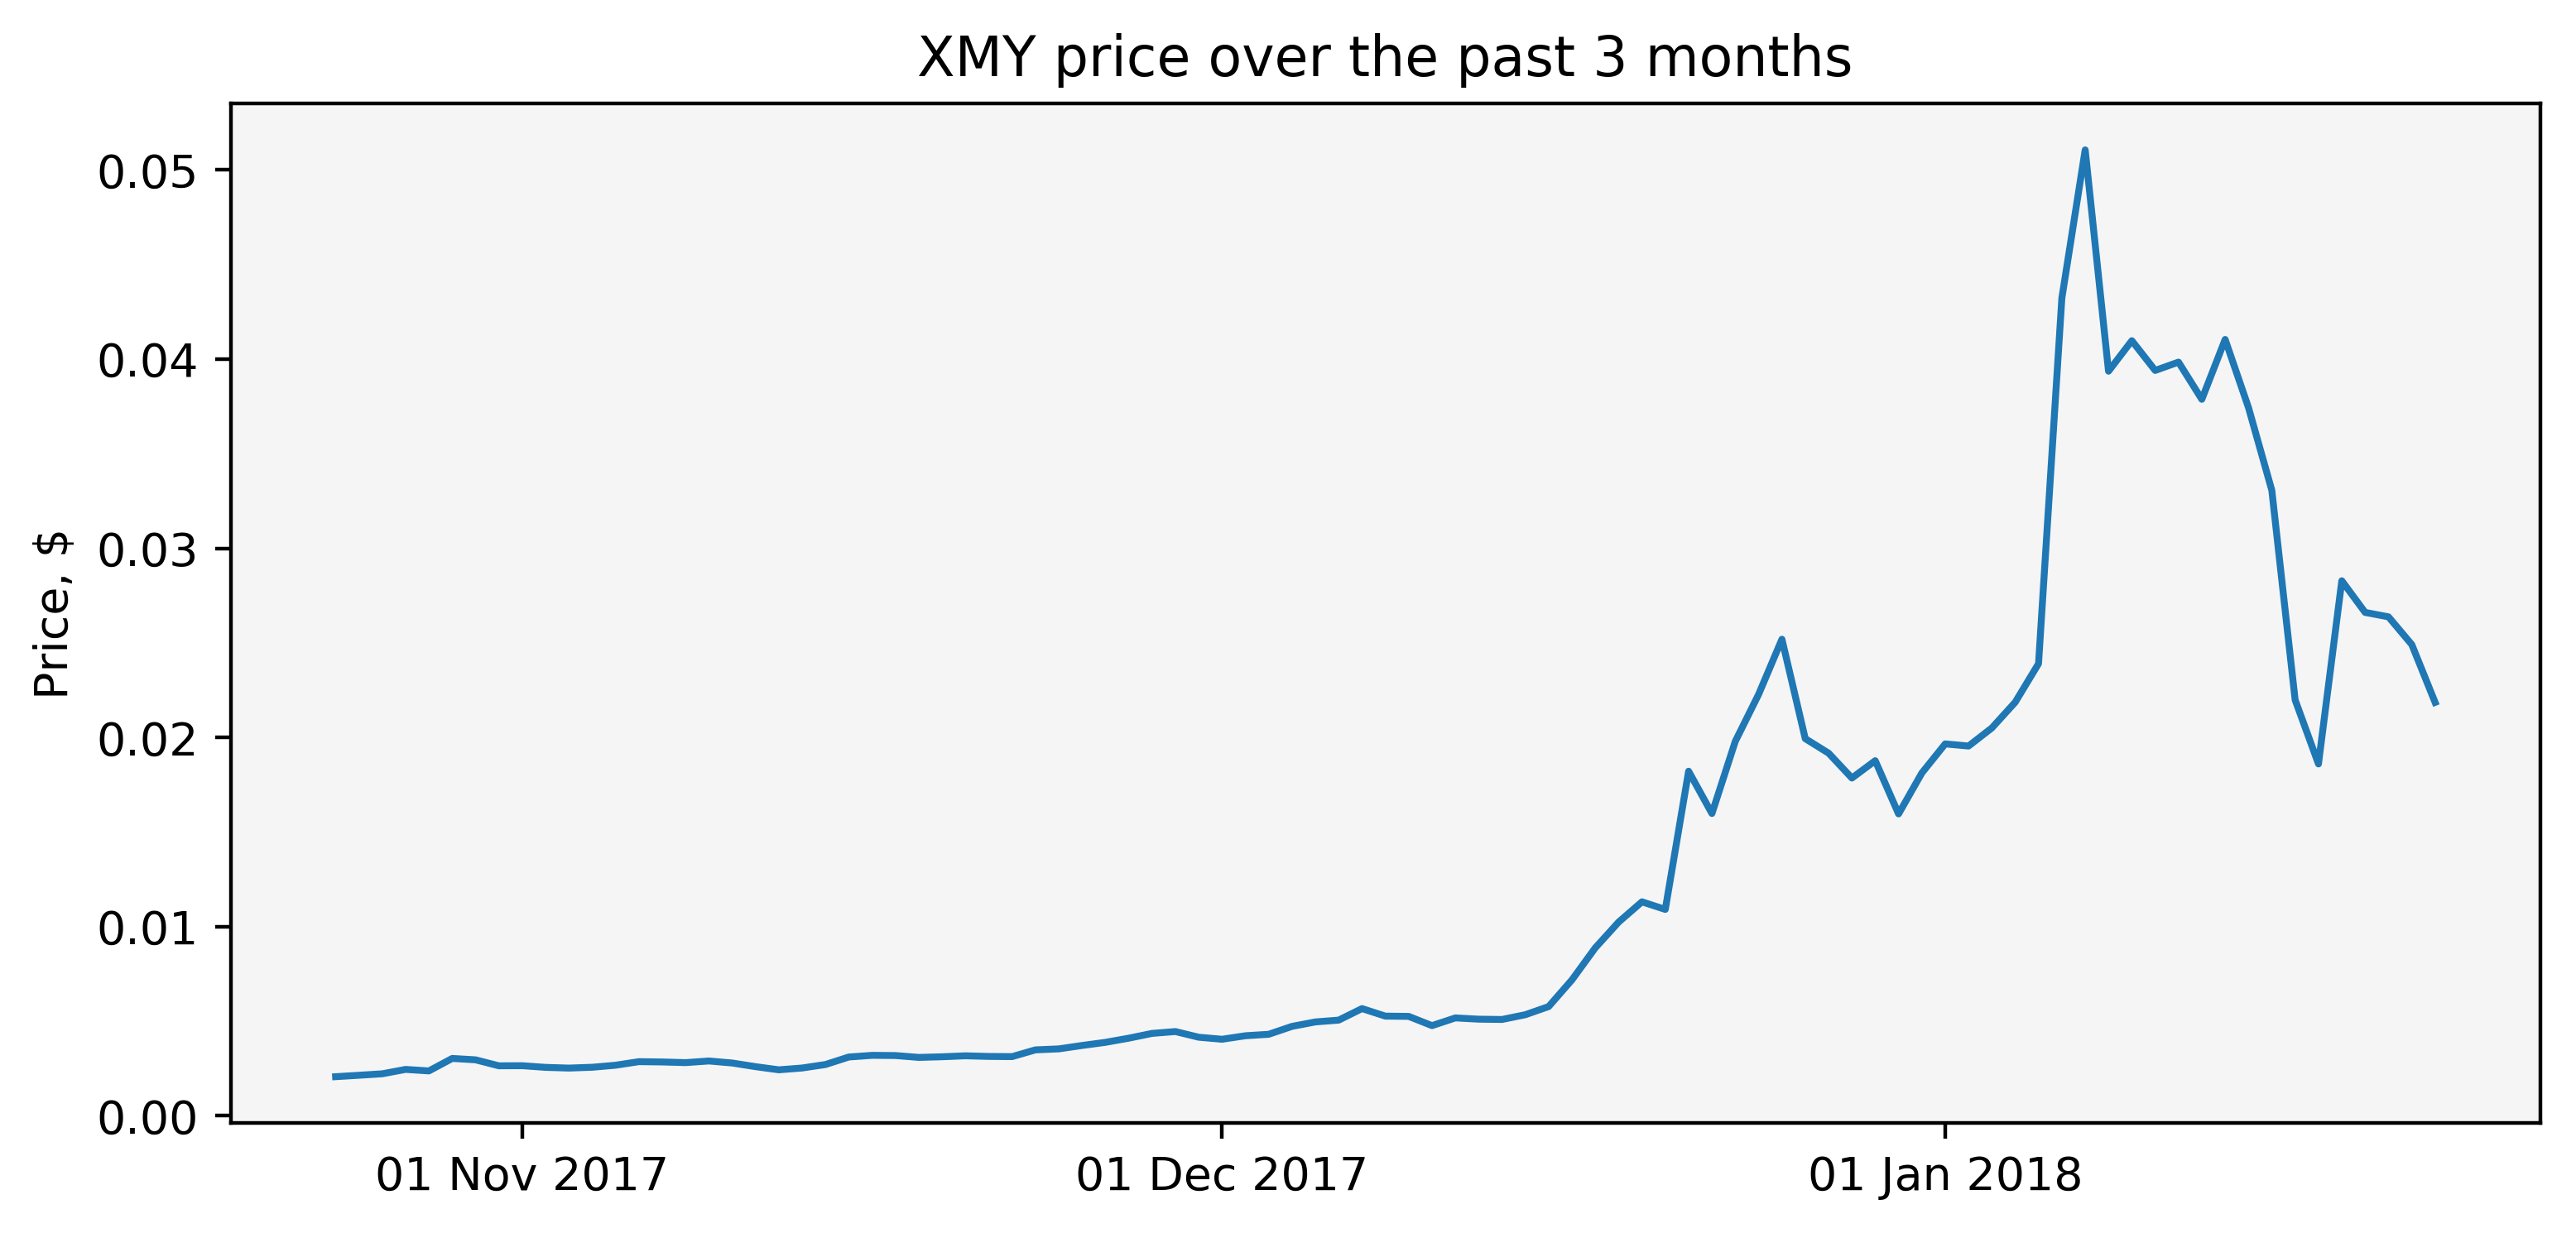 XMY price over the past 3 months
Price, $
0.05
0.04
0.03
0.02
0.01
0.00
01 Nov 2017
01 Dec 2017
01 Jan 2018